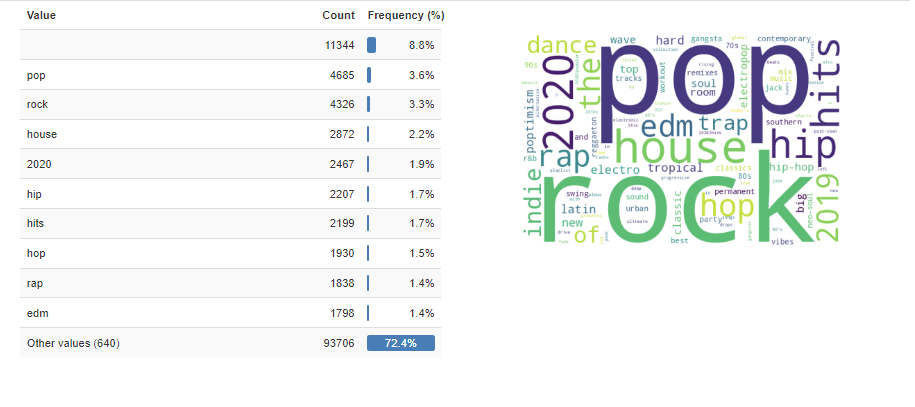 Value Count Frequency (%)
11344 8.8%
pop 4685 3.6%
rock 4326 3.3%
house 2872 2.2%
2020 2467 1.9%
hip 2207 1.7%
hits 2199 1.7%
hop 1930 1.5%
rap 1838 1.4%
edm 1798 1.4%
Other values (640) 93706 72.4%
dance
wave
hard
gangsta
70s
contemporary
90s
2020
the
top
tracks
pop
workout
remixes
soul
room
electropop
mix
music
jack
hits
poptimism
edm
trap
southern
hip
r&b
rap
and
reggaeton
house
electro
tropical
classics
80s
hip-hop
indie
rock
swing
latin
new
of
sound
urban
classic
best
permanent
hop
party
big
neo-soul
2019
vibes